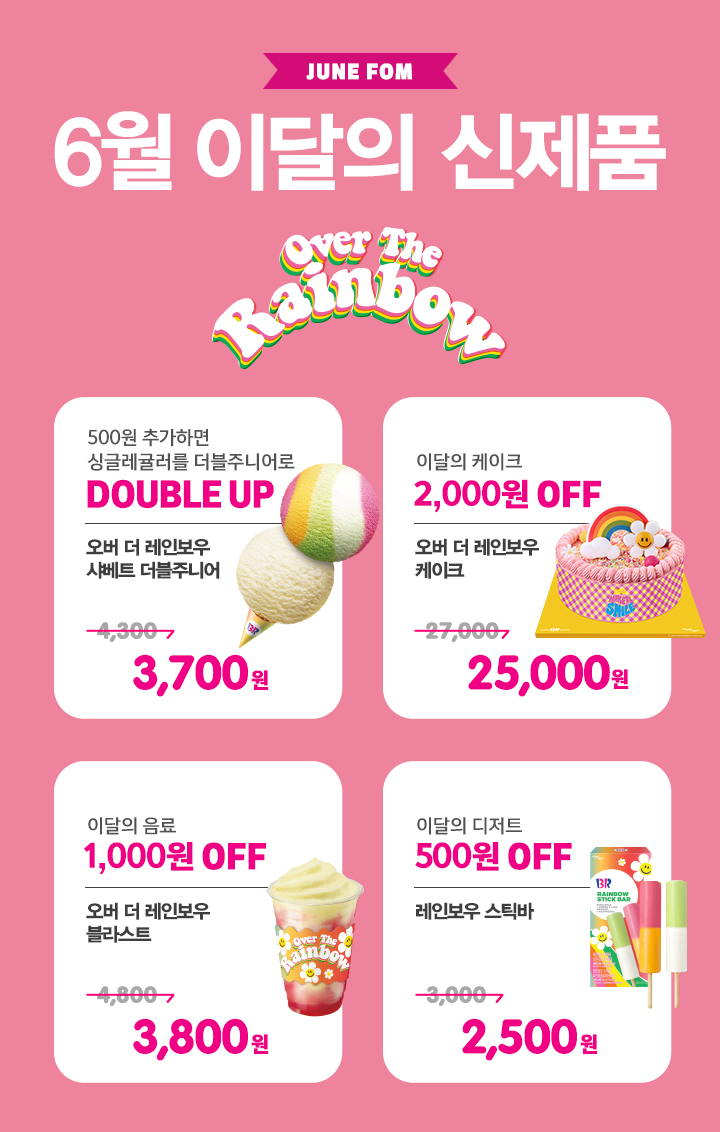 JUNE FOM
6월 이달의 신제품
Over The
Rainbow
500원 추가하면
싱글레귤러를 더블주니어로
DOUBLE UP
오버 더 레인보우
샤베트 더블주니어
4,300
3,700원
BR
이달의 케이크
2,000원 OFF
오버 더 레인보우
케이크
27,000
25,000원
SMILE
이달의 음료
1,000원 OFF
오버 더 레인보우
블라스트
4,800
3,800원
Over The
Rainbow
이달의 디저트
500원 OFF
레인보우 스틱바
3,000
2,500원
BR
RAINBOW
STICK BAR